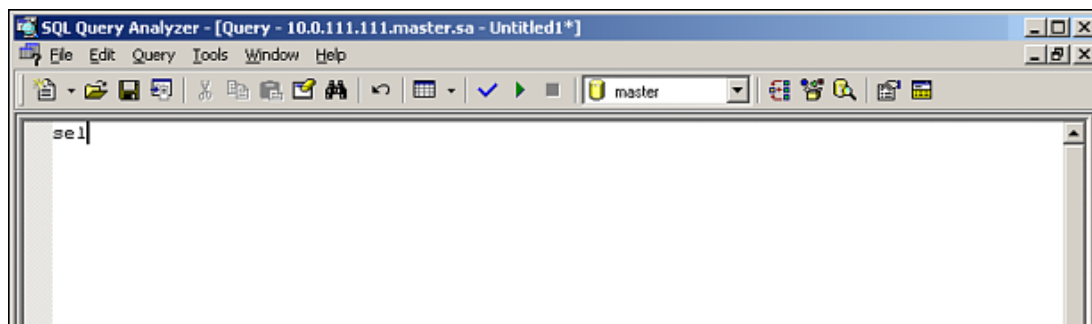 SQL Query Analyzer - [Query - 10.0.111.111.master.sa - Untitled1*]
File Edit Query Tools Window Help
master
sel